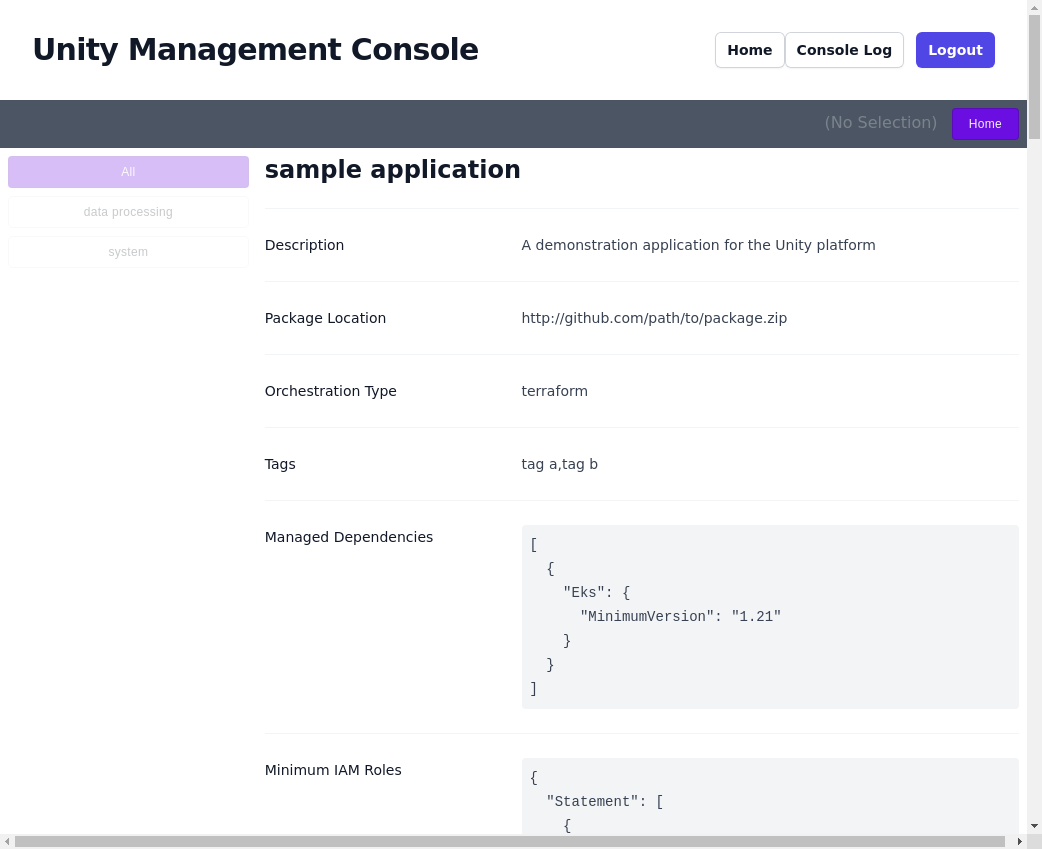 Unity Management Console
Home
Console Log
Logout
(No Selection)
Home
All
data processing
system
sample application
Description
A demonstration application for the Unity platform
Package Location
http://github.com/path/to/package.zip
Orchestration Type
terraform
Tags
tag a,tag b
Managed Dependencies
[
  {
    "Eks": {
      "MinimumVersion": "1.21"
    }
  }
]
Minimum IAM Roles
{
  "Statement": [
    {